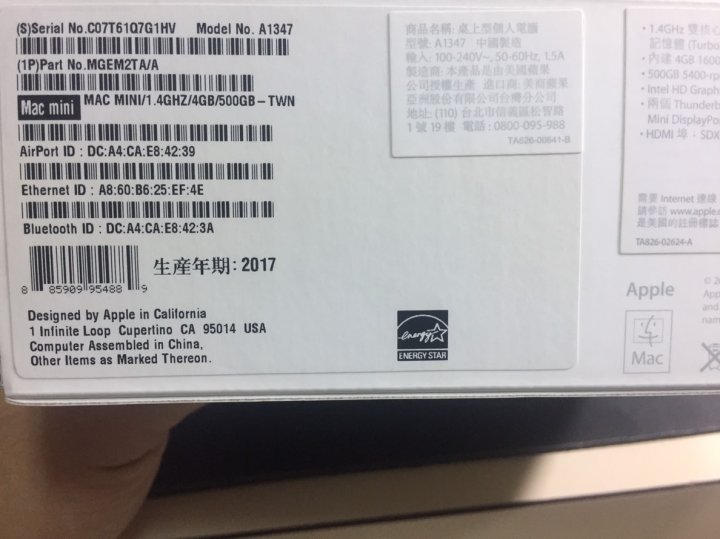 (S)Serial No.C07T61Q7G1HV Model No. A1347
(1P)Part No.MGEM2TA/A
Mac mini MAC MINI/1.4GHZ/4GB/500GB-TWN
AirPort ID : DC:A4:CA:E8:42:39
Ethernet ID : A8:60:B6:25:EF:4E
Bluetooth ID : DC:A4:CA:E8:42:3A
8 85909 95488 9
生産年期: 2017
Designed by Apple in California
1 Infinite Loop Cupertino CA 95014 USA
Computer Assembled in China,
Other Items as Marked Thereon.
energy
ENERGY STAR
商品名稱: 桌上型個人電腦
型號: A1347 中國製造
輸入: 100-240V~, 50-60Hz, 1.5A
製造商: 本產品是由美國蘋果
公司授權生產 進口商: 美商蘋果
亞洲股份有限公司台灣分公司
地址: (110) 台北市信義區松智路
1 號 19 樓 電話 : 0800-095-988
TA826-00641-B
• 1.4GHz 雙核心
記憶體 (Turbo
• 內建 4GB 1600
• 500GB 5400-rp
• Intel HD Graph
• 兩個 Thunderb
Mini DisplayPo
• HDMI 埠，SDX
需要 Internet 連線
請參訪 www.apple.
是美國的註冊標誌
TA826-02624-A
Apple
Mac
© 2
App
and
nam